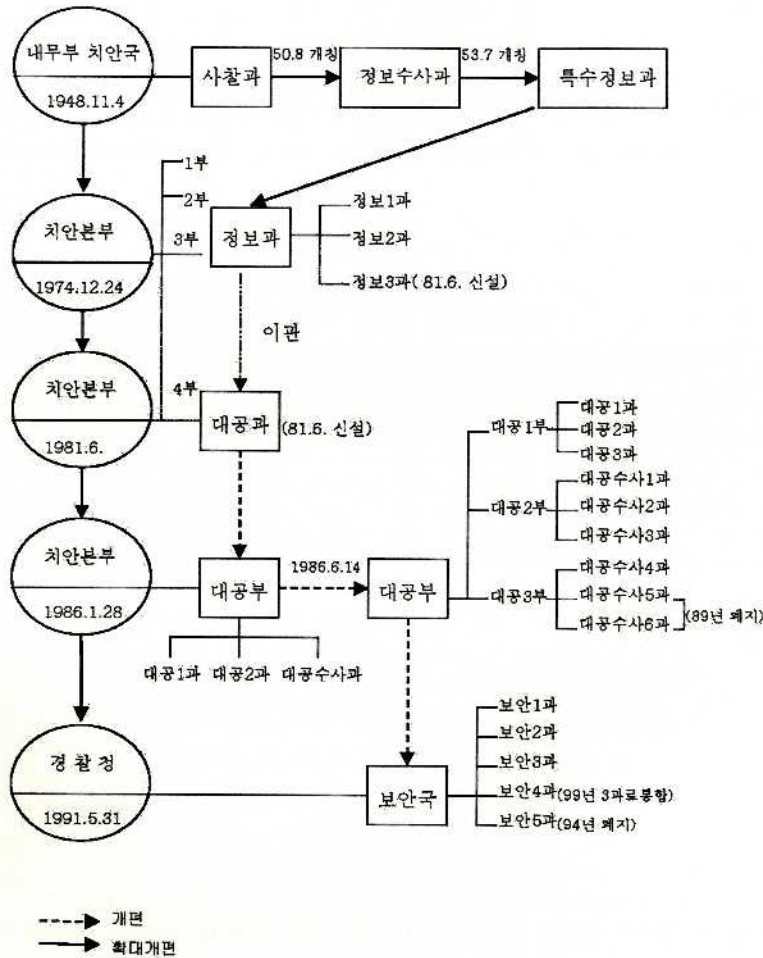 내무부 치안국
1948.11.4
사찰과
50.8 개칭
정보수사과
53.7 개칭
특수정보과
1부
2부
3부
치안본부
1974.12.24
정보과
정보1과
정보2과
정보3과(81.6. 신설)
이관
4부
치안본부
1981.6.
대공과
(81.6. 신설)
대공1부
대공1과
대공2과
대공3과
대공2부
대공수사1과
대공수사2과
대공수사3과
치안본부
1986.1.28
대공부
1986.6.14
대공부
대공3부
대공수사4과
대공수사5과
대공수사6과
(89년 폐지)
대공1과 대공2과 대공수사과
경찰청
1991.5.31
보안국
보안1과
보안2과
보안3과
보안4과(99년 3과로통합)
보안5과(94년 폐지)
개편
확대개편